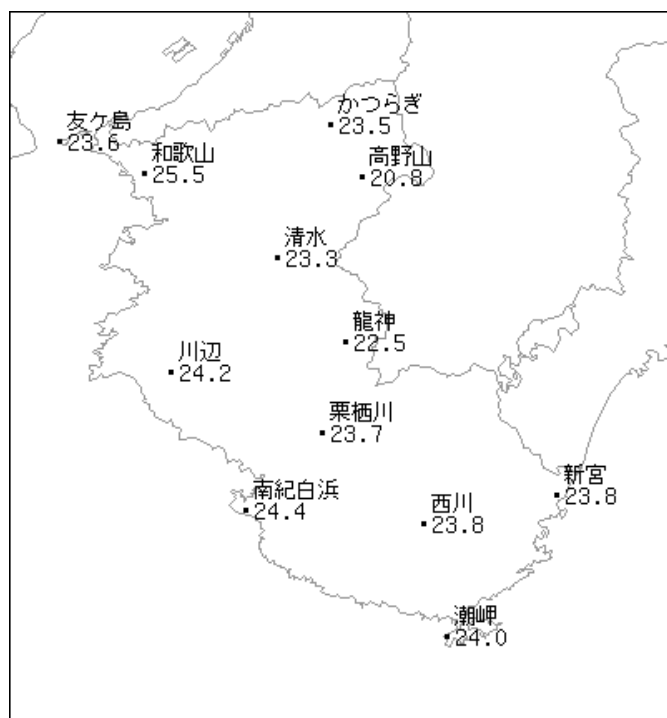 かつらぎ
23.5
友ケ島
23.6
和歌山
25.5
高野山
20.8
清水
23.3
龍神
22.5
川辺
24.2
栗栖川
23.7
南紀白浜
24.4
西川
23.8
新宮
23.8
潮岬
24.0